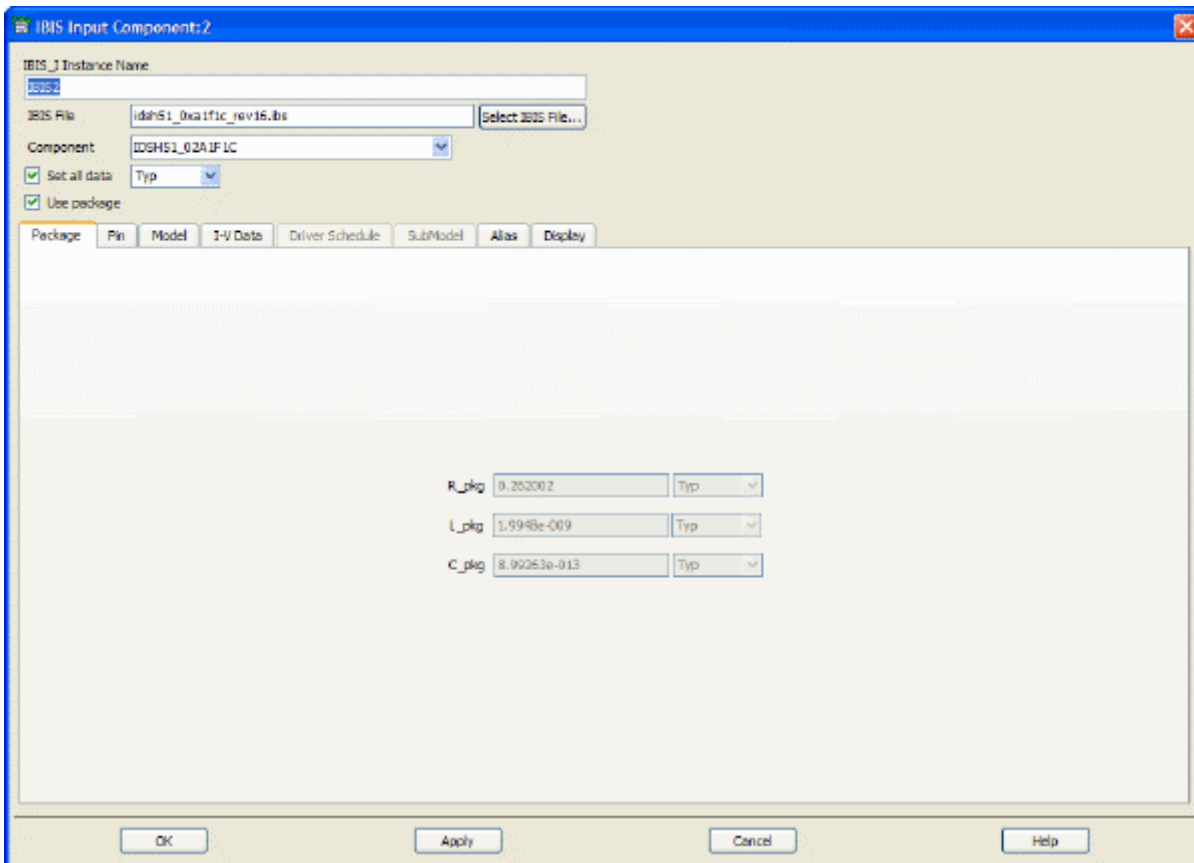 IBIS Input Component:2
IBIS_I Instance Name
IBIS2
IBIS File idsh51_0xa1f1c_rev16.ibs Select IBIS File...
Component IDSH51_02A1F1C
Set all data Typ
Use package
Package Pin Model I-V Data Driver Schedule SubModel Alias Display
R_pkg 0.262002 Typ
L_pkg 1.9948e-009 Typ
C_pkg 8.99263e-013 Typ
OK Apply Cancel Help